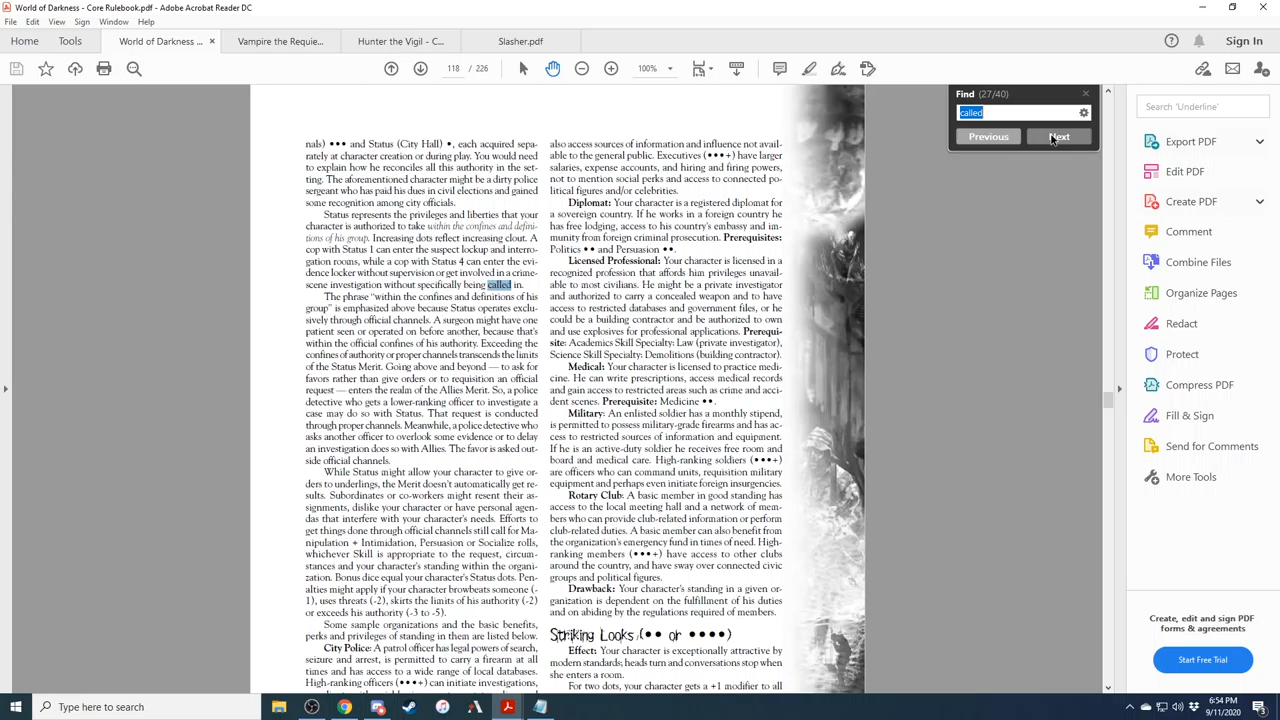 World of Darkness - Core Rulebook.pdf - Adobe Acrobat Reader DC
File Edit View Sign Window Help
Home Tools World of Darkness ... × Vampire the Requie... Hunter the Vigil - C... Slasher.pdf Sign In
118 / 226 100%
Find (27/40)
called
Previous Next
nals) ••• and Status (City Hall) •, each acquired sepa-
rately at character creation or during play. You would need
to explain how he reconciles all this authority in the set-
ting. The aforementioned character might be a dirty police
sergeant who has paid his dues in civil elections and gained
some recognition among city officials.
Status represents the privileges and liberties that your
character is authorized to take within the confines and defini-
tions of his group. Increasing dots reflect increasing clout. A
cop with Status 1 can enter the suspect lockup and interro-
gation rooms, while a cop with Status 4 can enter the evi-
dence locker without supervision or get involved in a crime-
scene investigation without specifically being called in.
The phrase “within the confines and definitions of his
group” is emphasized above because Status operates exclu-
sively through official channels. A surgeon might have one
patient seen or operated on before another, because that’s
within the official confines of his authority. Exceeding the
confines of authority or proper channels transcends the limits
of the Status Merit. Going above and beyond — to ask for
favors rather than give orders or to requisition an official
request — enters the realm of the Allies Merit. So, a police
detective who gets a lower-ranking officer to investigate a
case may do so with Status. That request is conducted
through proper channels. Meanwhile, a police detective who
asks another officer to overlook some evidence or to delay
an investigation does so with Allies. The favor is asked out-
side official channels.
While Status might allow your character to give or-
ders to underlings, the Merit doesn’t automatically get re-
sults. Subordinates or co-workers might resent their as-
signments, dislike your character or have personal agen-
das that interfere with your character’s needs. Efforts to
get things done through official channels still call for Ma-
nipulation + Intimidation, Persuasion or Socialize rolls,
whichever Skill is appropriate to the request, circum-
stances and your character’s standing within the organi-
zation. Bonus dice equal your character’s Status dots. Pen-
alties might apply if your character browbeats someone (-
1), uses threats (-2), skirts the limits of his authority (-2)
or exceeds his authority (-3 to -5).
Some sample organizations and the basic benefits,
perks and privileges of standing in them are listed below.
City Police: A patrol officer has legal powers of search,
seizure and arrest, is permitted to carry a firearm at all
times and has access to a wide range of local databases.
High-ranking officers (•••+) can initiate investigations,
also access sources of information and influence not avail-
able to the general public. Executives (•••+) have larger
salaries, expense accounts, and hiring and firing powers,
not to mention social perks and access to connected po-
litical figures and/or celebrities.
Diplomat: Your character is a registered diplomat for
a sovereign country. If he works in a foreign country he
has free lodging, access to his country’s embassy and im-
munity from foreign criminal prosecution. Prerequisites:
Politics •• and Persuasion ••.
Licensed Professional: Your character is licensed in a
recognized profession that affords him privileges unavail-
able to most civilians. He might be a private investigator
and authorized to carry a concealed weapon and to have
access to restricted databases and government files, or he
could be a building contractor and be authorized to own
and use explosives for professional applications. Prerequi-
site: Academics Skill Specialty: Law (private investigator),
Science Skill Specialty: Demolitions (building contractor).
Medical: Your character is licensed to practice medi-
cine. He can write prescriptions, access medical records
and gain access to restricted areas such as crime and acci-
dent scenes. Prerequisite: Medicine ••.
Military: An enlisted soldier has a monthly stipend,
is permitted to possess military-grade firearms and has ac-
cess to restricted sources of information and equipment.
If he is an active-duty soldier he receives free room and
board and medical care. High-ranking soldiers (•••+)
are officers who can command units, requisition military
equipment and perhaps even initiate foreign insurgencies.
Rotary Club: A basic member in good standing has
access to the local meeting hall and a network of mem-
bers who can provide club-related information or perform
club-related duties. A basic member can also benefit from
the organization’s emergency fund in times of need. High-
ranking members (•••+) have access to other clubs
around the country, and have sway over connected civic
groups and political figures.
Drawback: Your character’s standing in a given or-
ganization is dependent on the fulfillment of his duties
and on abiding by the regulations required of members.
Striking Looks (•• or ••••)
Effect: Your character is exceptionally attractive by
modern standards; heads turn and conversations stop when
she enters a room.
For two dots, your character gets a +1 modifier to all
Search 'Underline'
Export PDF
Edit PDF
Create PDF
Comment
Combine Files
Organize Pages
Redact
Protect
Compress PDF
Fill & Sign
Send for Comments
More Tools
Create, edit and sign PDF
forms & agreements
Start Free Trial
Type here to search
6:54 PM
9/11/2020
3